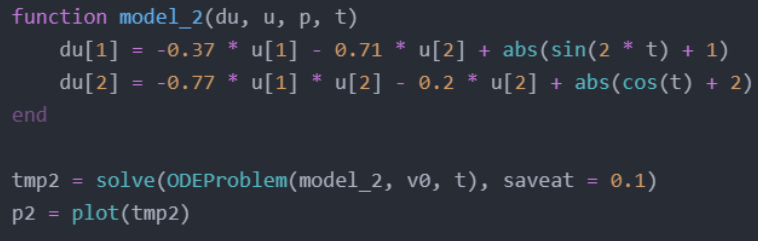 function model_2(du, u, p, t)
    du[1] = -0.37 * u[1] - 0.71 * u[2] + abs(sin(2 * t) + 1)
    du[2] = -0.77 * u[1] * u[2] - 0.2 * u[2] + abs(cos(t) + 2)
end
tmp2 = solve(ODEProblem(model_2, v0, t), saveat = 0.1)
p2 = plot(tmp2)